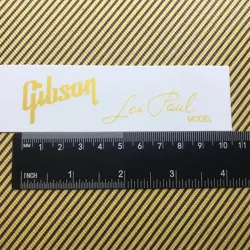 Gibson
Les Paul
MODEL
MM 1 2 3 4 5 6 7 8 9 10 11
INCH 1 2 3 4